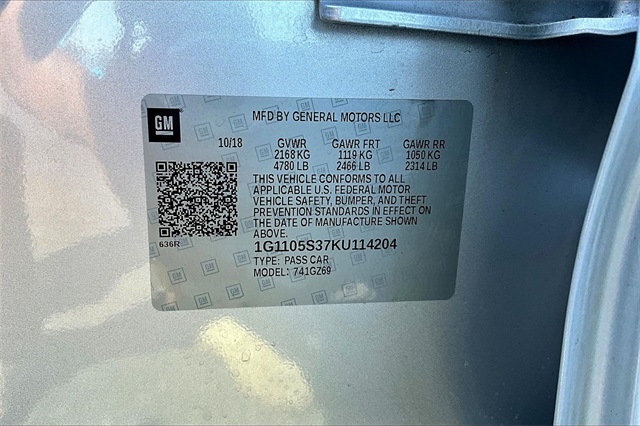 GM
MFD BY GENERAL MOTORS LLC
10/18 GVWR GAWR FRT GAWR RR
2168 KG 1119 KG 1050 KG
4780 LB 2466 LB 2314 LB
THIS VEHICLE CONFORMS TO ALL
APPLICABLE U.S. FEDERAL MOTOR
VEHICLE SAFETY, BUMPER, AND THEFT
PREVENTION STANDARDS IN EFFECT ON
THE DATE OF MANUFACTURE SHOWN
ABOVE.
636R
1G1105S37KU114204
TYPE: PASS CAR
MODEL: 741GZ69